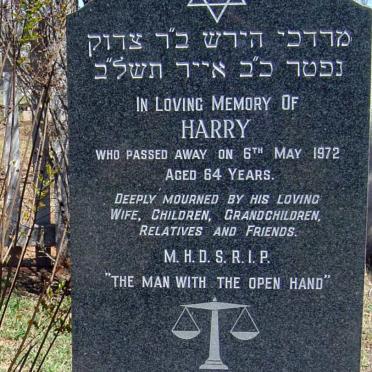 מרדכי הירש ב"ר צדוק
נפטר כ"ב אייר תשל"ב
IN LOVING MEMORY OF
HARRY
WHO PASSED AWAY ON 6TH MAY 1972
AGED 64 YEARS.
DEEPLY MOURNED BY HIS LOVING
WIFE, CHILDREN, GRANDCHILDREN,
RELATIVES AND FRIENDS.
M.H.D.S.R.I.P.
"THE MAN WITH THE OPEN HAND"